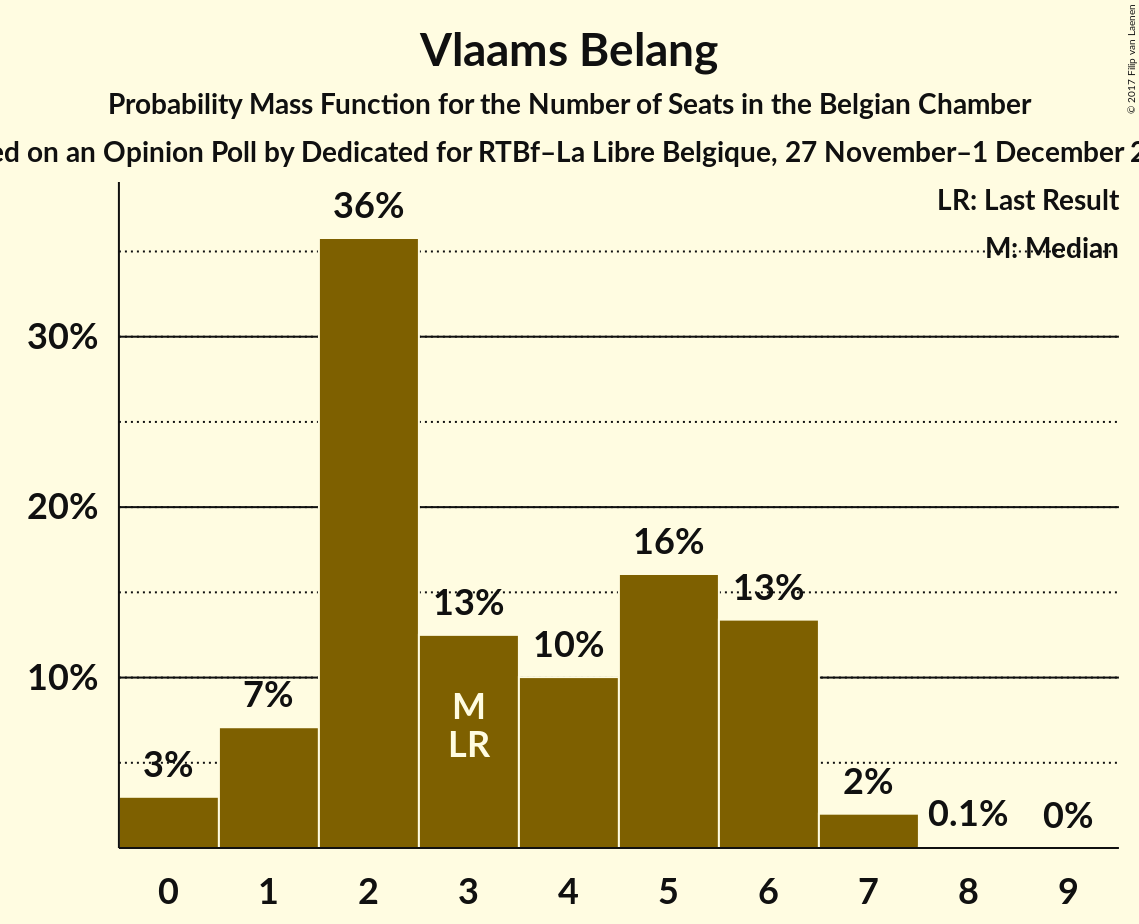 Vlaams Belang
Probability Mass Function for the Number of Seats in the Belgian Chamber
ed on an Opinion Poll by Dedicated for RTBf–La Libre Belgique, 27 November–1 December 2
© 2017 Filip van Laenen
LR: Last Result
M: Median
36%
30%
20%
16%
13%
13%
10%
10%
7%
M
LR
3%
2%
0.1%
0%
0 1 2 3 4 5 6 7 8 9